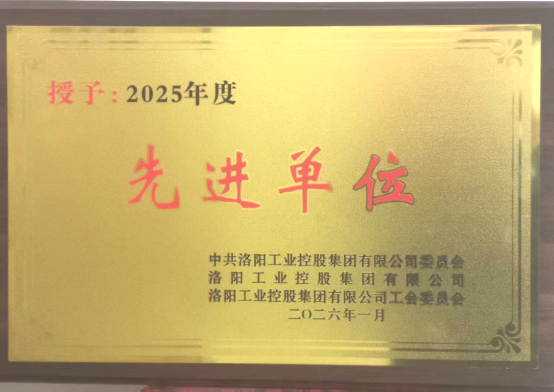 授予：2025年度
先进单位
中共洛阳工业控股集团有限公司委员会
洛阳工业控股集团有限公司
洛阳工业控股集团有限公司工会委员会
二〇二六年一月